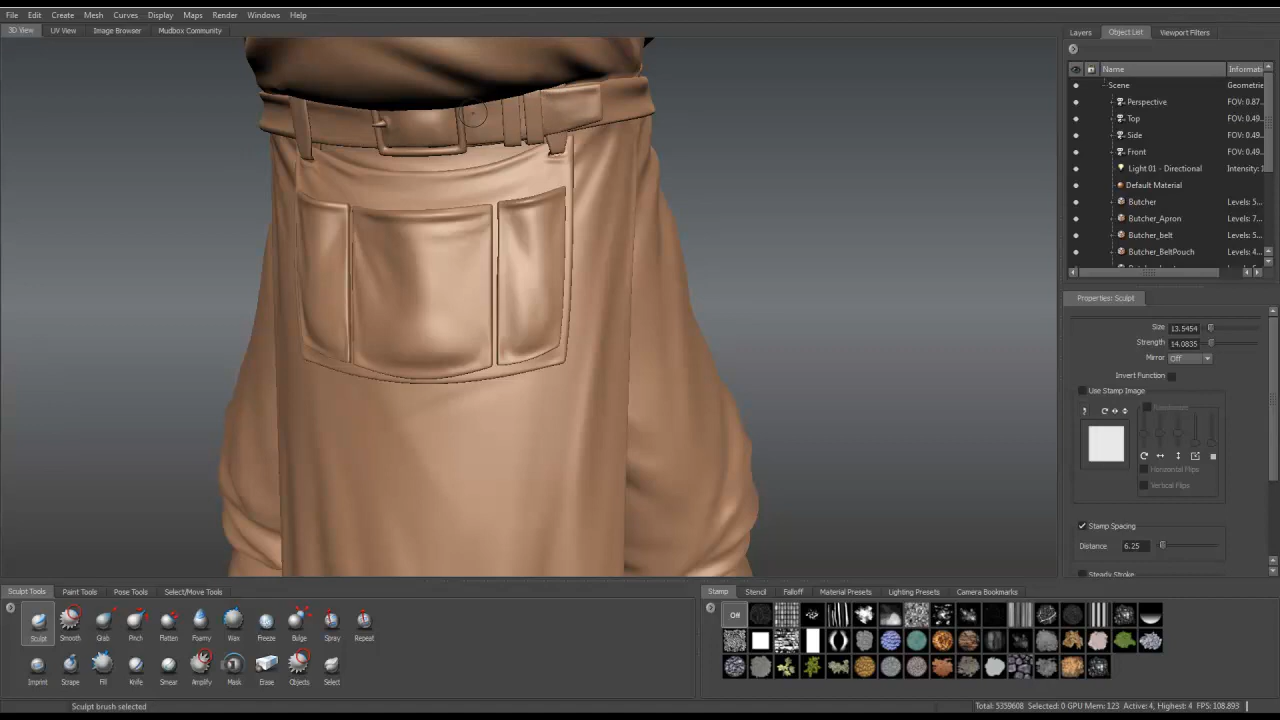 File Edit Create Mesh Curves Display Maps Render Windows Help
3D View UV View Image Browser Mudbox Community
Layers Object List Viewport Filters
Name Informati
Scene Geometrie
Perspective FOV: 0.87...
Top FOV: 0.49...
Side FOV: 0.49...
Front FOV: 0.49...
Light 01 - Directional Intensity: 1
Default Material
Butcher Levels: 5...
Butcher_Apron Levels: 7...
Butcher_belt Levels: 5...
Butcher_BeltPouch Levels: 4...
Properties: Sculpt
Size 13.5454
Strength 14.0835
Mirror Off
Invert Function
Use Stamp Image
Randomize
Horizontal Flips
Vertical Flips
Stamp Spacing
Distance 6.25
Steady Stroke
Sculpt Tools Paint Tools Pose Tools Select/Move Tools
Sculpt Smooth Grab Pinch Flatten Foamy Wax Freeze Bulge Spray Repeat
Imprint Scrape Fill Knife Smear Amplify Mask Erase Objects Select
Stamp Stencil Falloff Material Presets Lighting Presets Camera Bookmarks
Off
Sculpt brush selected
Total: 5359608 Selected: 0 GPU Mem: 123 Active: 4, Highest: 4 FPS: 108.893